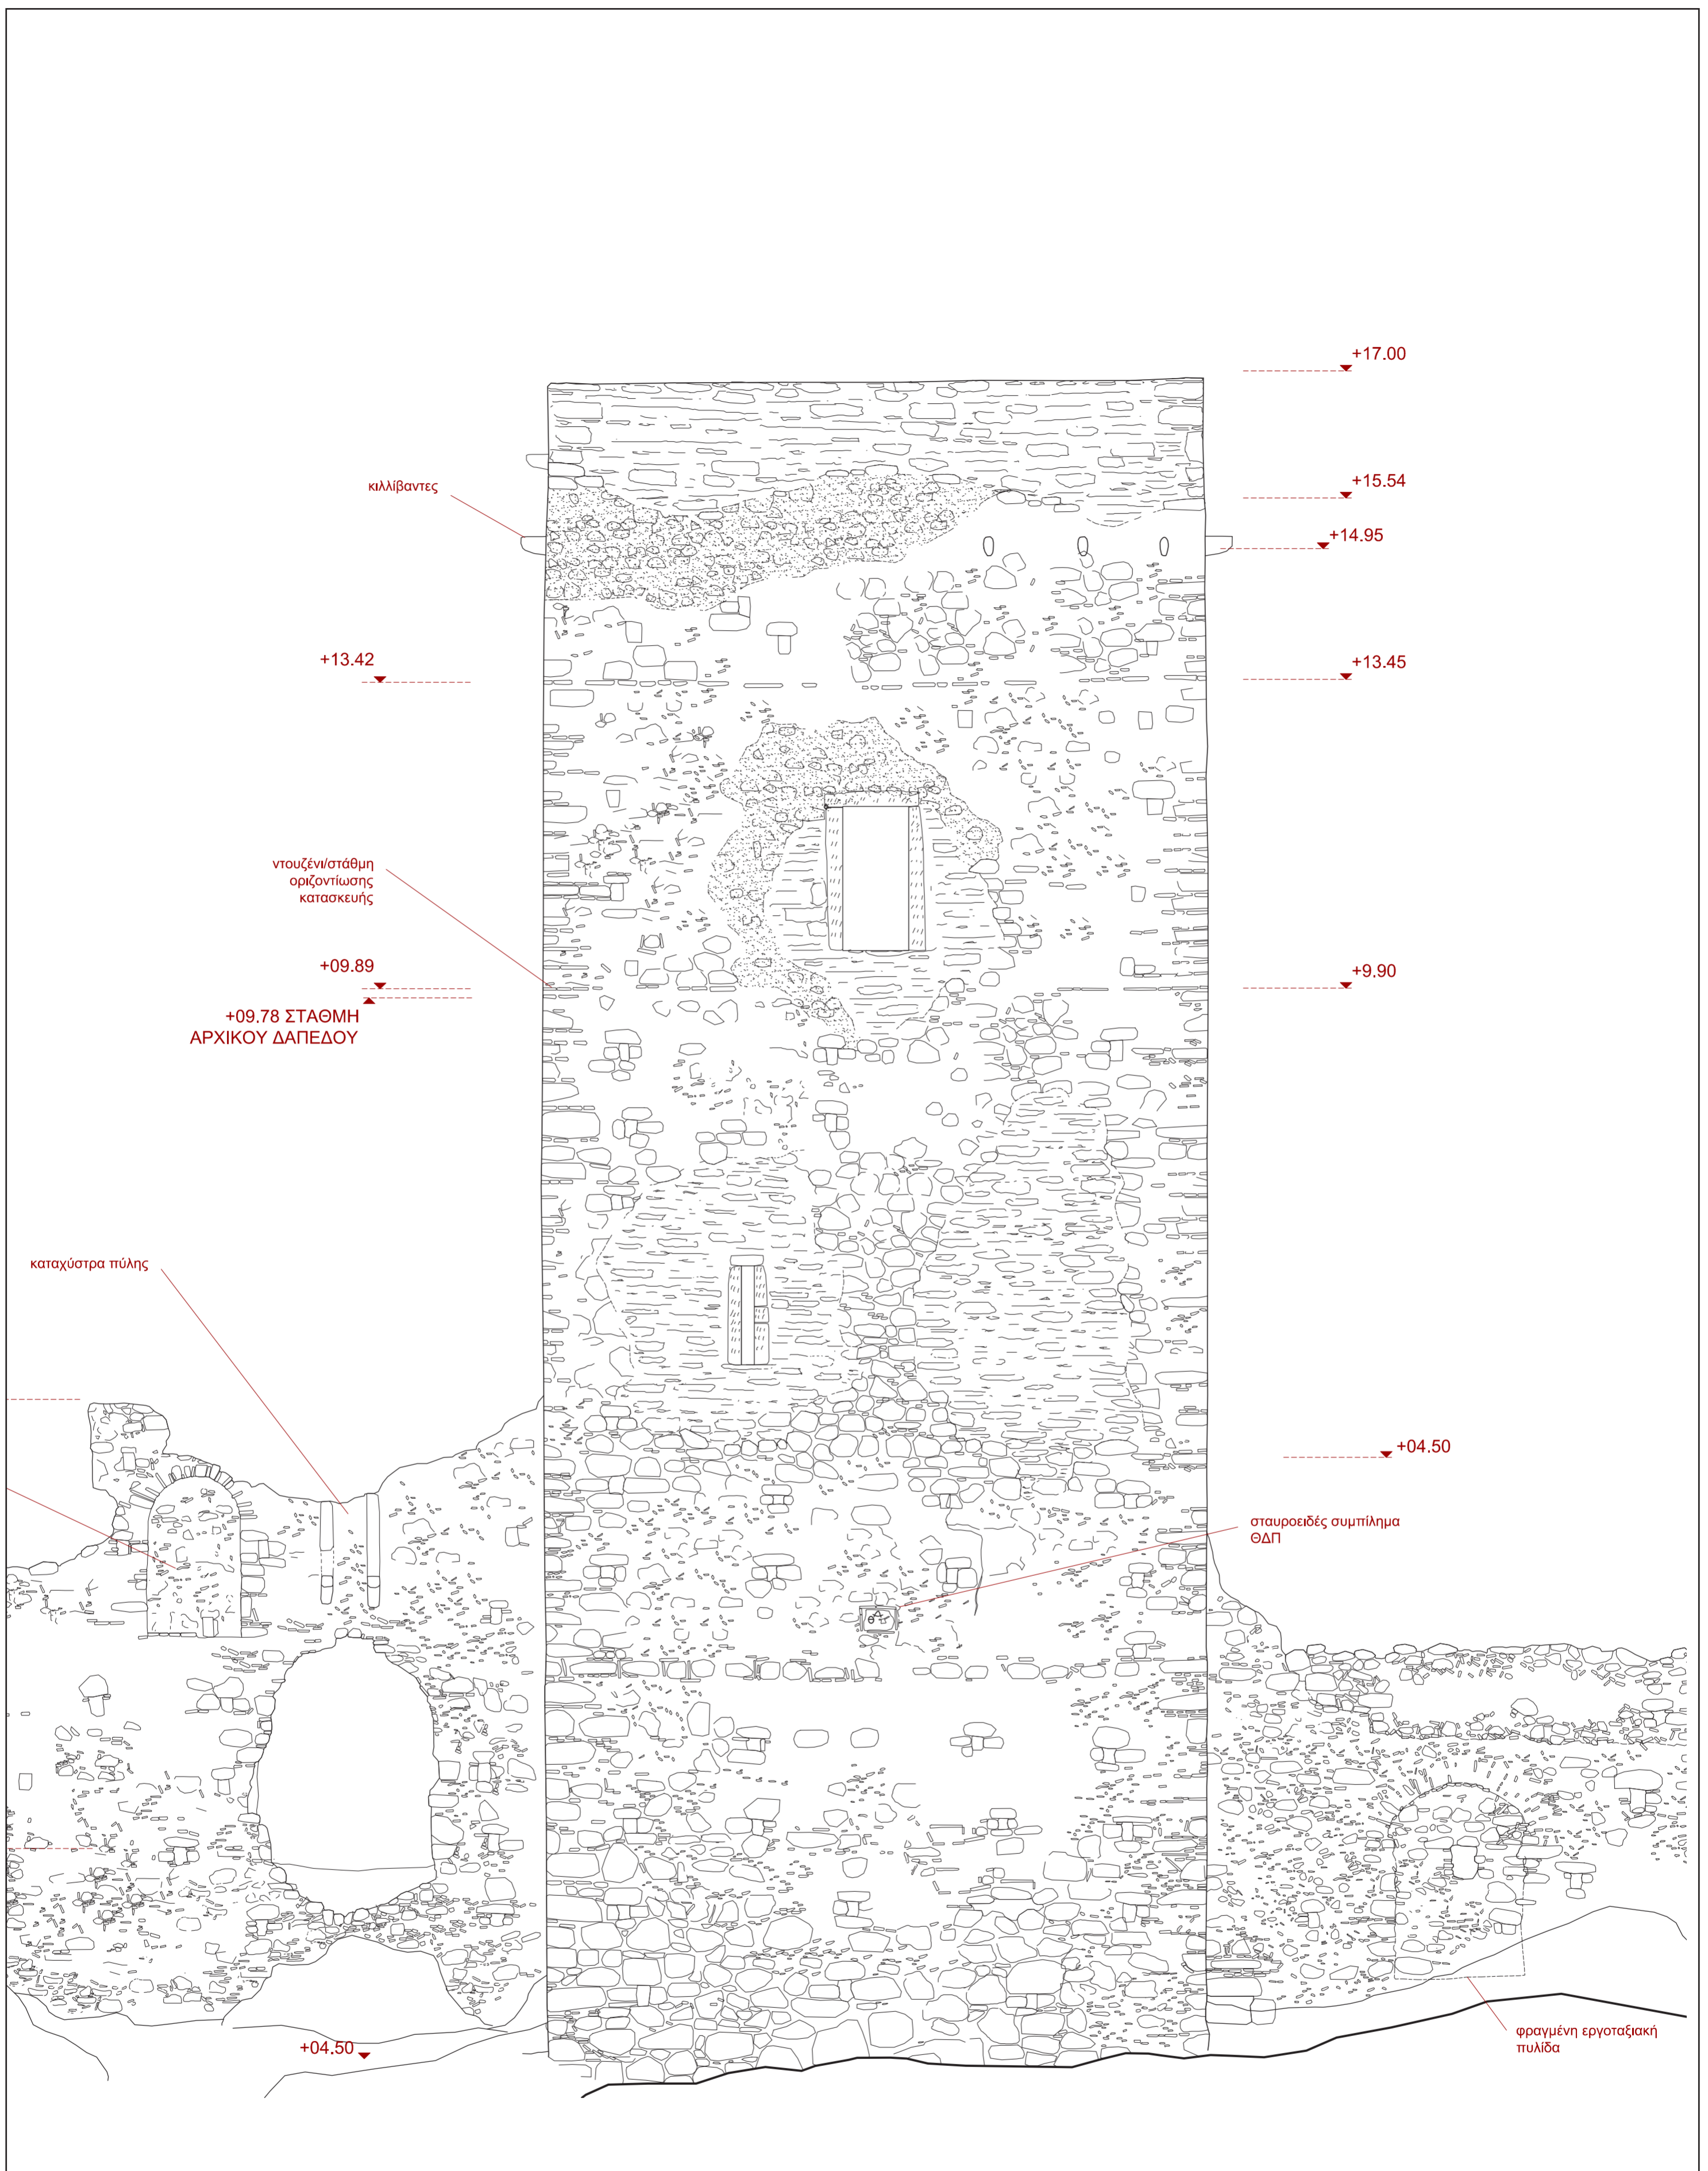 +17.00
+15.54
κιλλίβαντες
+14.95
+13.42
+13.45
ντουζένι/στάθμη
οριζοντίωσης
κατασκευής
+09.89
+9,90
+09.78 ΣΤΑΘΜΗ
ΑΡΧΙΚΟΥ ΔΑΠΕΔΟΥ
καταχύστρα πύλης
+04.50
σταυροειδές συμπίλημα
ΘΔΠ
+04.50
φραγμένη εργοταξιακή
πυλίδα